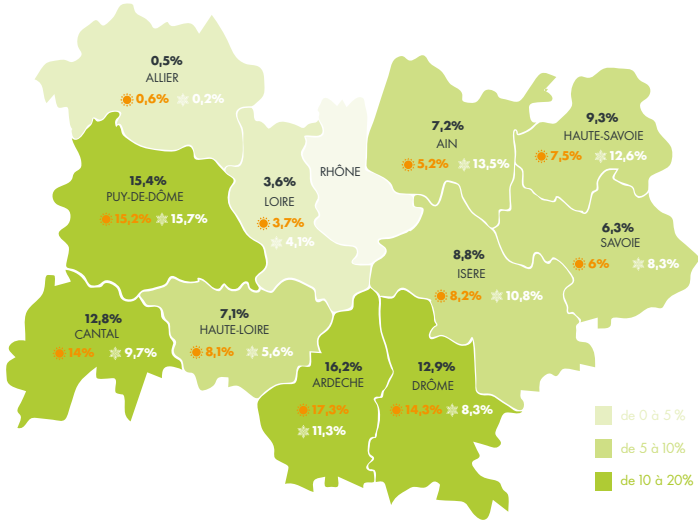 0,5%
ALLIER
0,6% 0,2%
7,2%
AIN
5,2% 13,5%
9,3%
HAUTE-SAVOIE
7,5% 12,6%
15,4%
PUY-DE-DÔME
15,2% 15,7%
3,6%
LOIRE
3,7%
4,1%
RHÔNE
6,3%
SAVOIE
6% 8,3%
8,8%
ISÈRE
8,2% 10,8%
12,8%
CANTAL
14% 9,7%
7,1%
HAUTE-LOIRE
8,1% 5,6%
16,2%
ARDÈCHE
17,3%
11,3%
12,9%
DRÔME
14,3% 8,3%
de 0 à 5 %
de 5 à 10%
de 10 à 20%